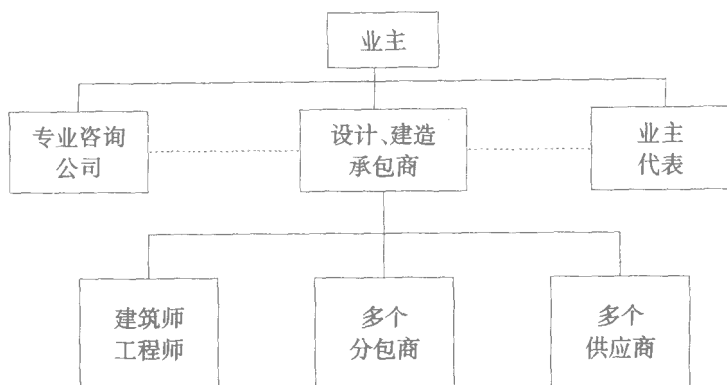 业主
专业咨询
公司
设计、建造
承包商
业主
代表
建筑师
工程师
多个
分包商
多个
供应商